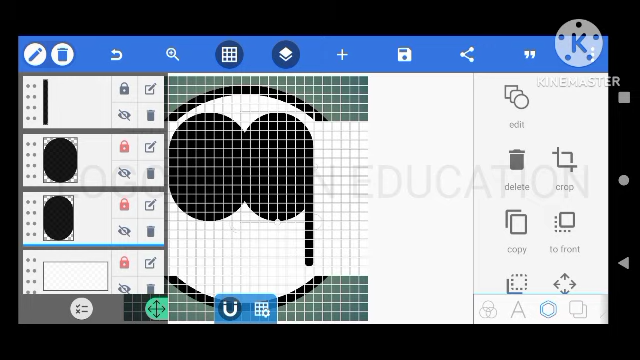 KINEMASTER
edit
delete
crop
copy
to front
EDUCATION